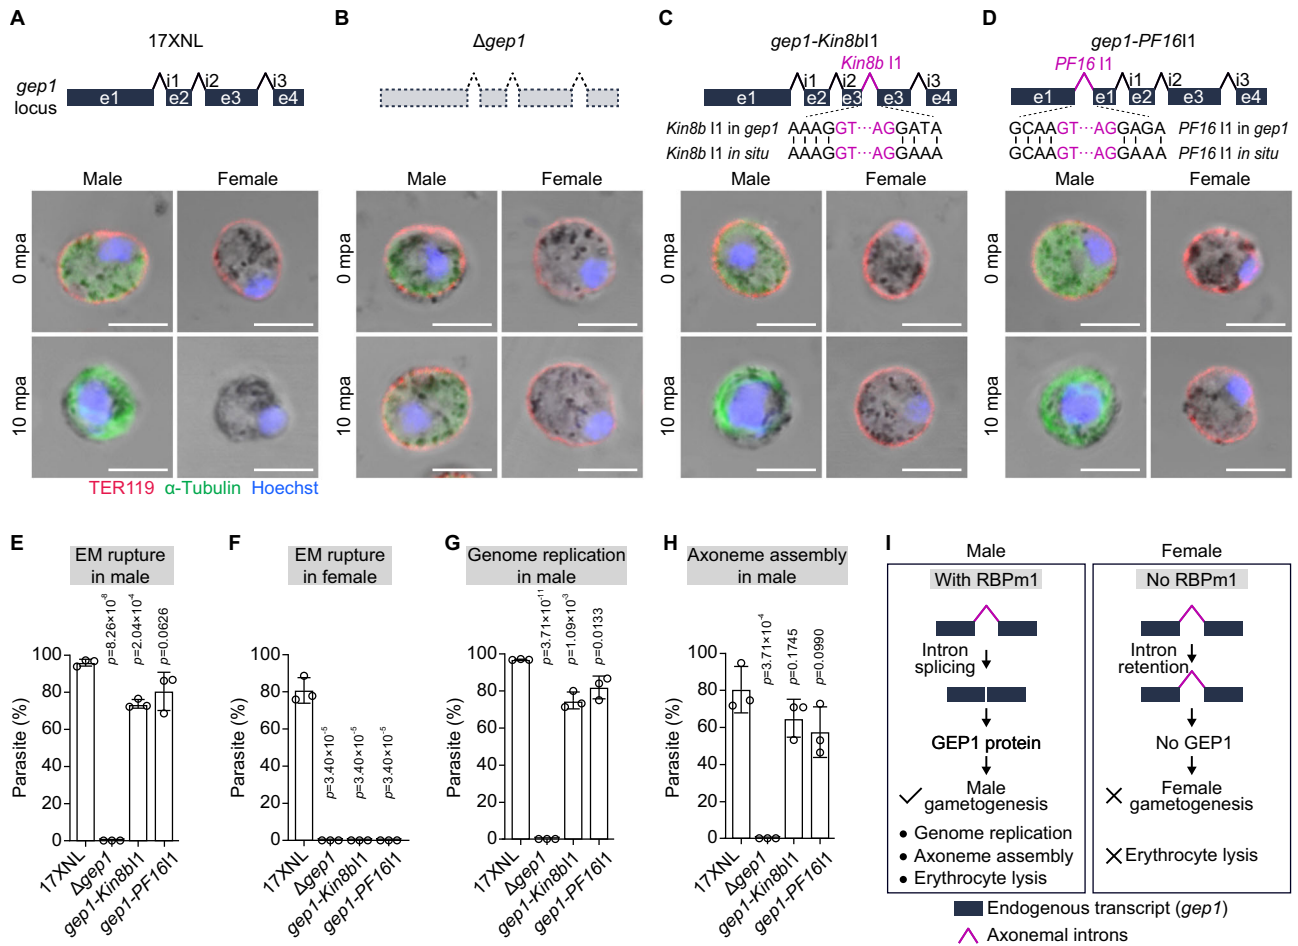 A
17XNL
gep1
locus
i1
i2
i3
e1
e2
e3
e4
B
Δgep1
C
gep1-Kin8bI1
Kin8b I1
i1
i2
i3
e1
e2
e3
e3
e4
Kin8b I1 in gep1
AAAGGT···AGGATA
Kin8b I1 in situ
AAAGGT···AGGAAA
D
gep1-PF16I1
PF16 I1
i1
i2
i3
e1
e1
e2
e3
e4
GCAAGT···AGGAGA
PF16 I1 in gep1
GCAAGT···AGGAAA
PF16 I1 in situ
Male
Female
Male
Female
Male
Female
Male
Female
0 mpa
0 mpa
0 mpa
0 mpa
10 mpa
10 mpa
10 mpa
10 mpa
TER119 α-Tubulin Hoechst
E
EM rupture
in male
p=8.26×10⁻⁸
p=2.04×10⁻⁴
p=0.0626
Parasite (%)
100
80
60
40
20
0
17XNL
Δgep1
gep1-Kin8bI1
gep1-PF16I1
F
EM rupture
in female
p=3.40×10⁻⁵
p=3.40×10⁻⁵
p=3.40×10⁻⁵
Parasite (%)
100
80
60
40
20
0
17XNL
Δgep1
gep1-Kin8bI1
gep1-PF16I1
G
Genome replication
in male
p=3.71×10⁻¹¹
p=1.09×10⁻³
p=0.0133
Parasite (%)
100
80
60
40
20
0
17XNL
Δgep1
gep1-Kin8bI1
gep1-PF16I1
H
Axoneme assembly
in male
p=3.71×10⁻⁴
p=0.1745
p=0.0990
Parasite (%)
100
80
60
40
20
0
17XNL
Δgep1
gep1-Kin8bI1
gep1-PF16I1
I
Male
With RBPm1
Intron
splicing
GEP1 protein
Male
gametogenesis
• Genome replication
• Axoneme assembly
• Erythrocyte lysis
Female
No RBPm1
Intron
retention
No GEP1
Female
gametogenesis
Erythrocyte lysis
Endogenous transcript (gep1)
Axonemal introns